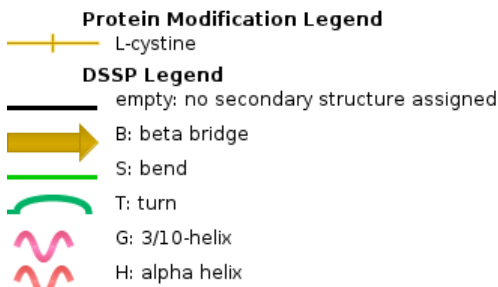 Protein Modification Legend
L-cystine
DSSP Legend
empty: no secondary structure assigned
B: beta bridge
S: bend
T: turn
G: 3/10-helix
H: alpha helix